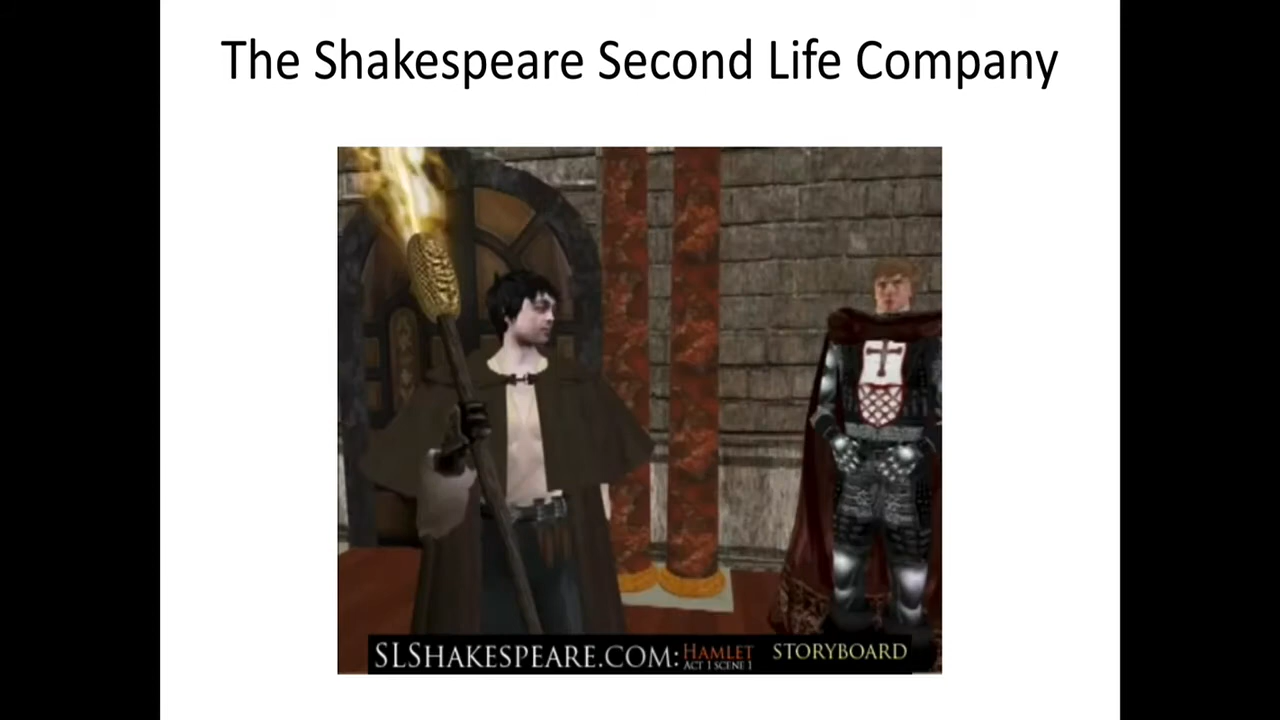 The Shakespeare Second Life Company
SLSHAKESPEARE.COM: HAMLET STORYBOARD
ACT 1 SCENE 1